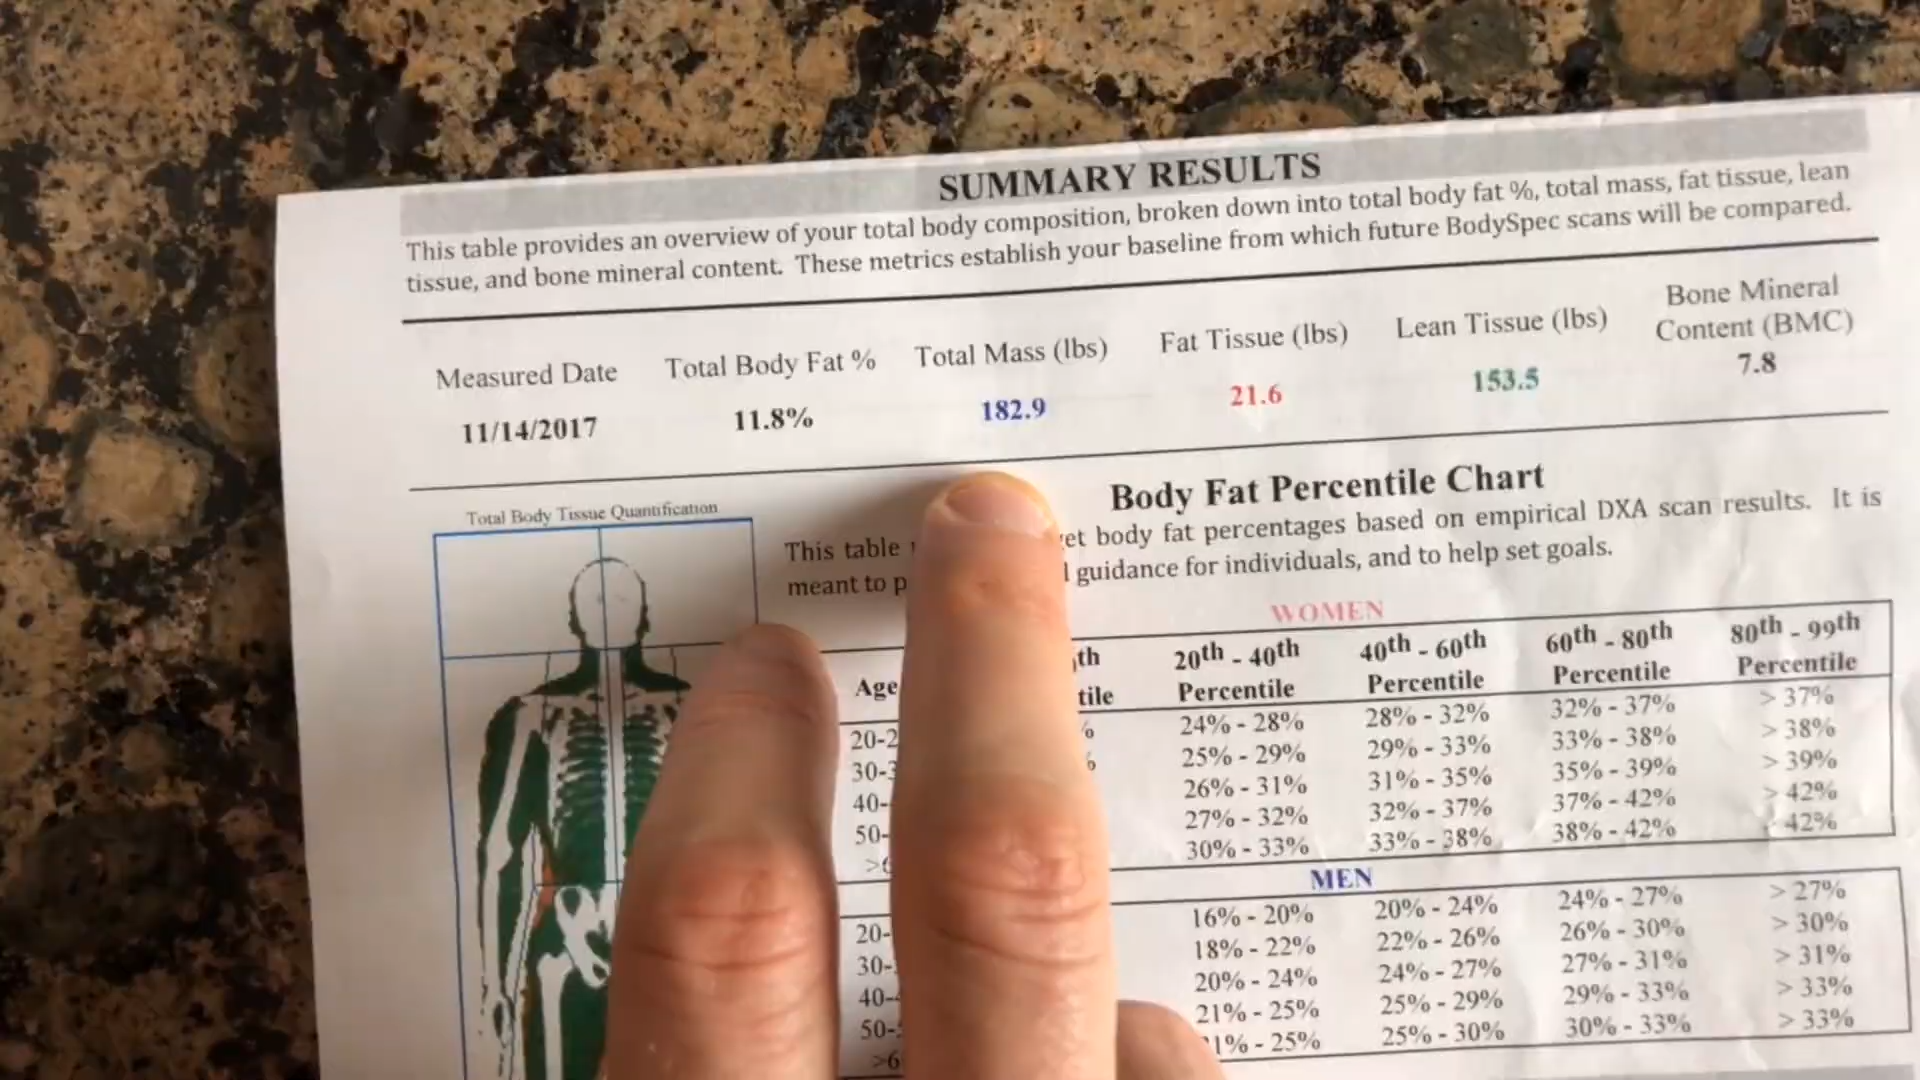 SUMMARY RESULTS
This table provides an overview of your total body composition, broken down into total body fat %, total mass, fat tissue, lean
tissue, and bone mineral content. These metrics establish your baseline from which future BodySpec scans will be compared.
Measured Date Total Body Fat % Total Mass (lbs) Fat Tissue (lbs) Lean Tissue (lbs) Bone Mineral Content (BMC)
11/14/2017 11.8% 182.9 21.6 153.5 7.8
Total Body Tissue Quantification
Body Fat Percentile Chart
This table body fat percentages based on empirical DXA scan results. It is
meant to guidance for individuals, and to help set goals.
WOMEN
Age 20th - 40th Percentile 40th - 60th Percentile 60th - 80th Percentile 80th - 99th Percentile
24% - 28% 28% - 32% 32% - 37% > 37%
25% - 29% 29% - 33% 33% - 38% > 38%
26% - 31% 31% - 35% 35% - 39% > 39%
27% - 32% 32% - 37% 37% - 42% > 42%
30% - 33% 33% - 38% 38% - 42% 42%
MEN
16% - 20% 20% - 24% 24% - 27% > 27%
18% - 22% 22% - 26% 26% - 30% > 30%
20% - 24% 24% - 27% 27% - 31% > 31%
21% - 25% 25% - 29% 29% - 33% > 33%
1% - 25% 25% - 30% 30% - 33% > 33%